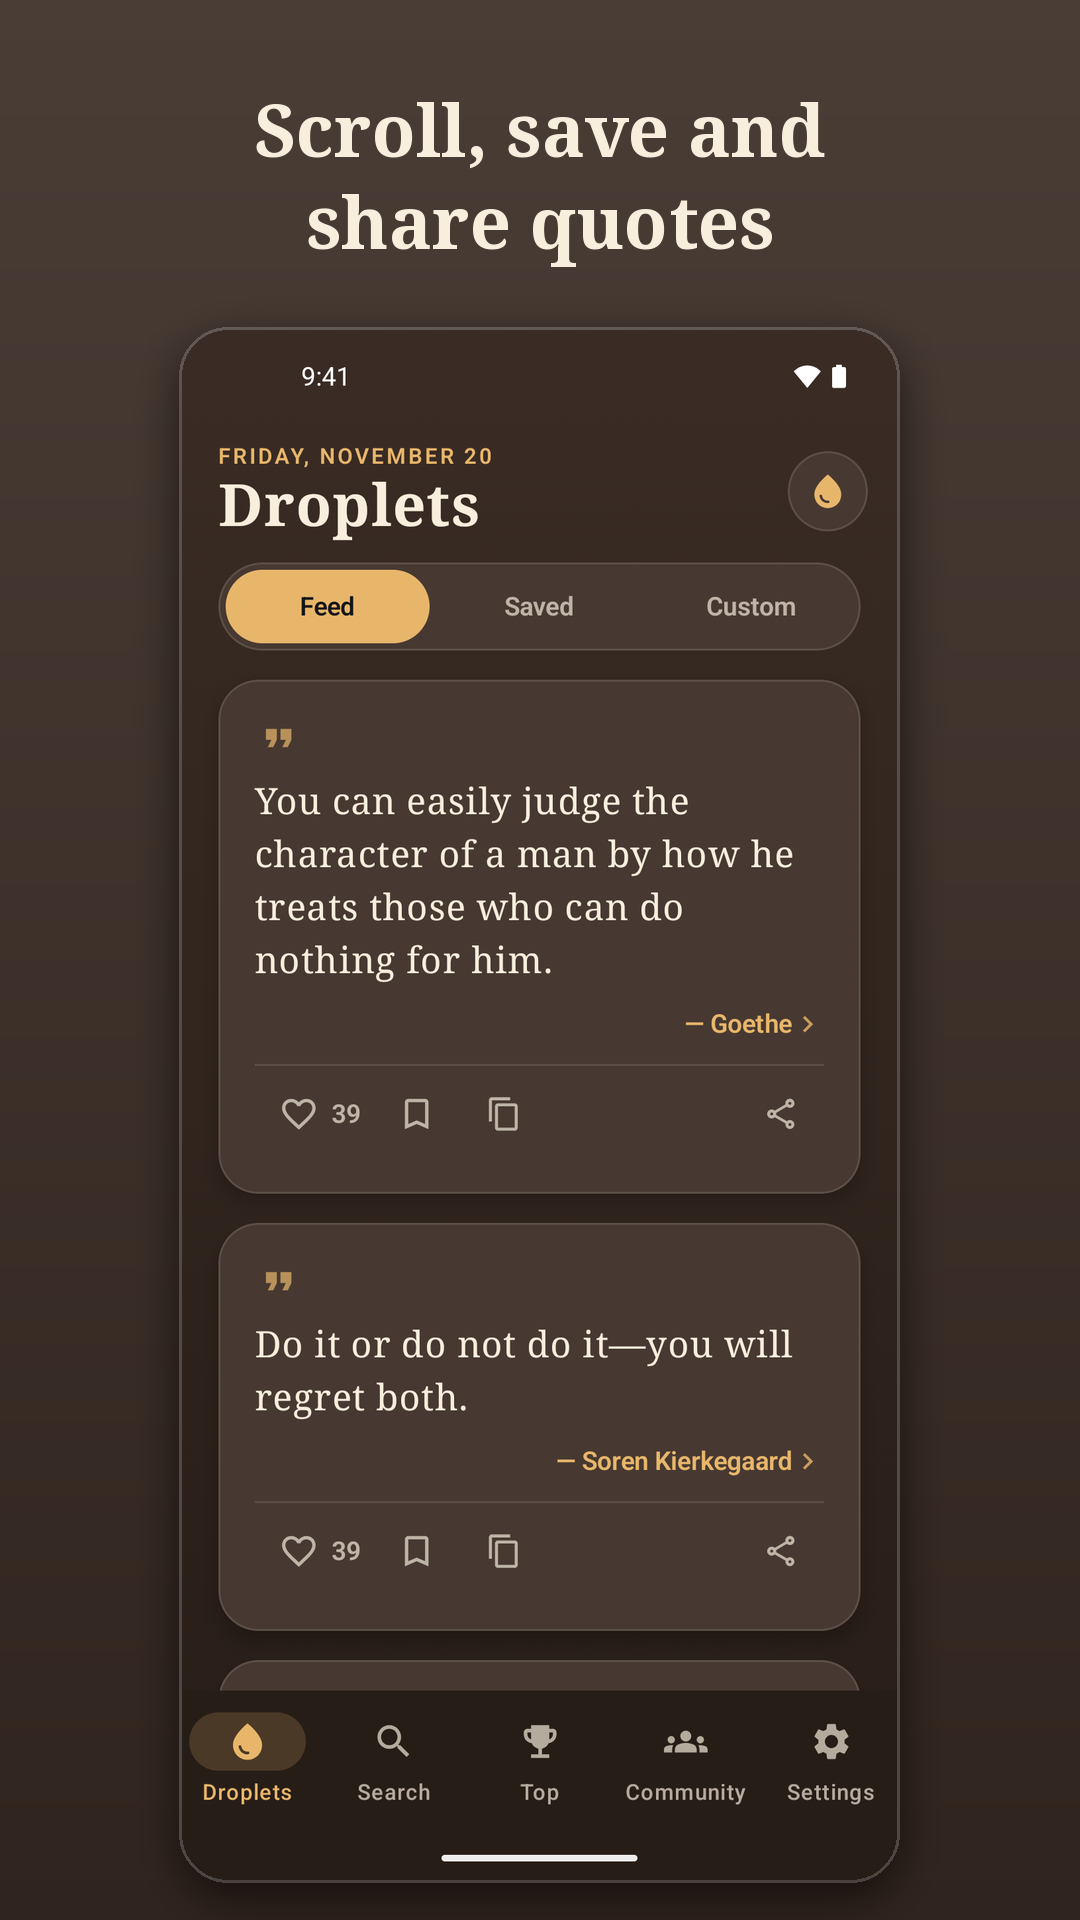 Scroll, save and
share quotes
9:41
FRIDAY, NOVEMBER 20
Droplets
Feed
Saved
Custom
You can easily judge the
character of a man by how he
treats those who can do
nothing for him.
— Goethe
39
Do it or do not do it—you will
regret both.
— Soren Kierkegaard
39
Droplets
Search
Top
Community
Settings